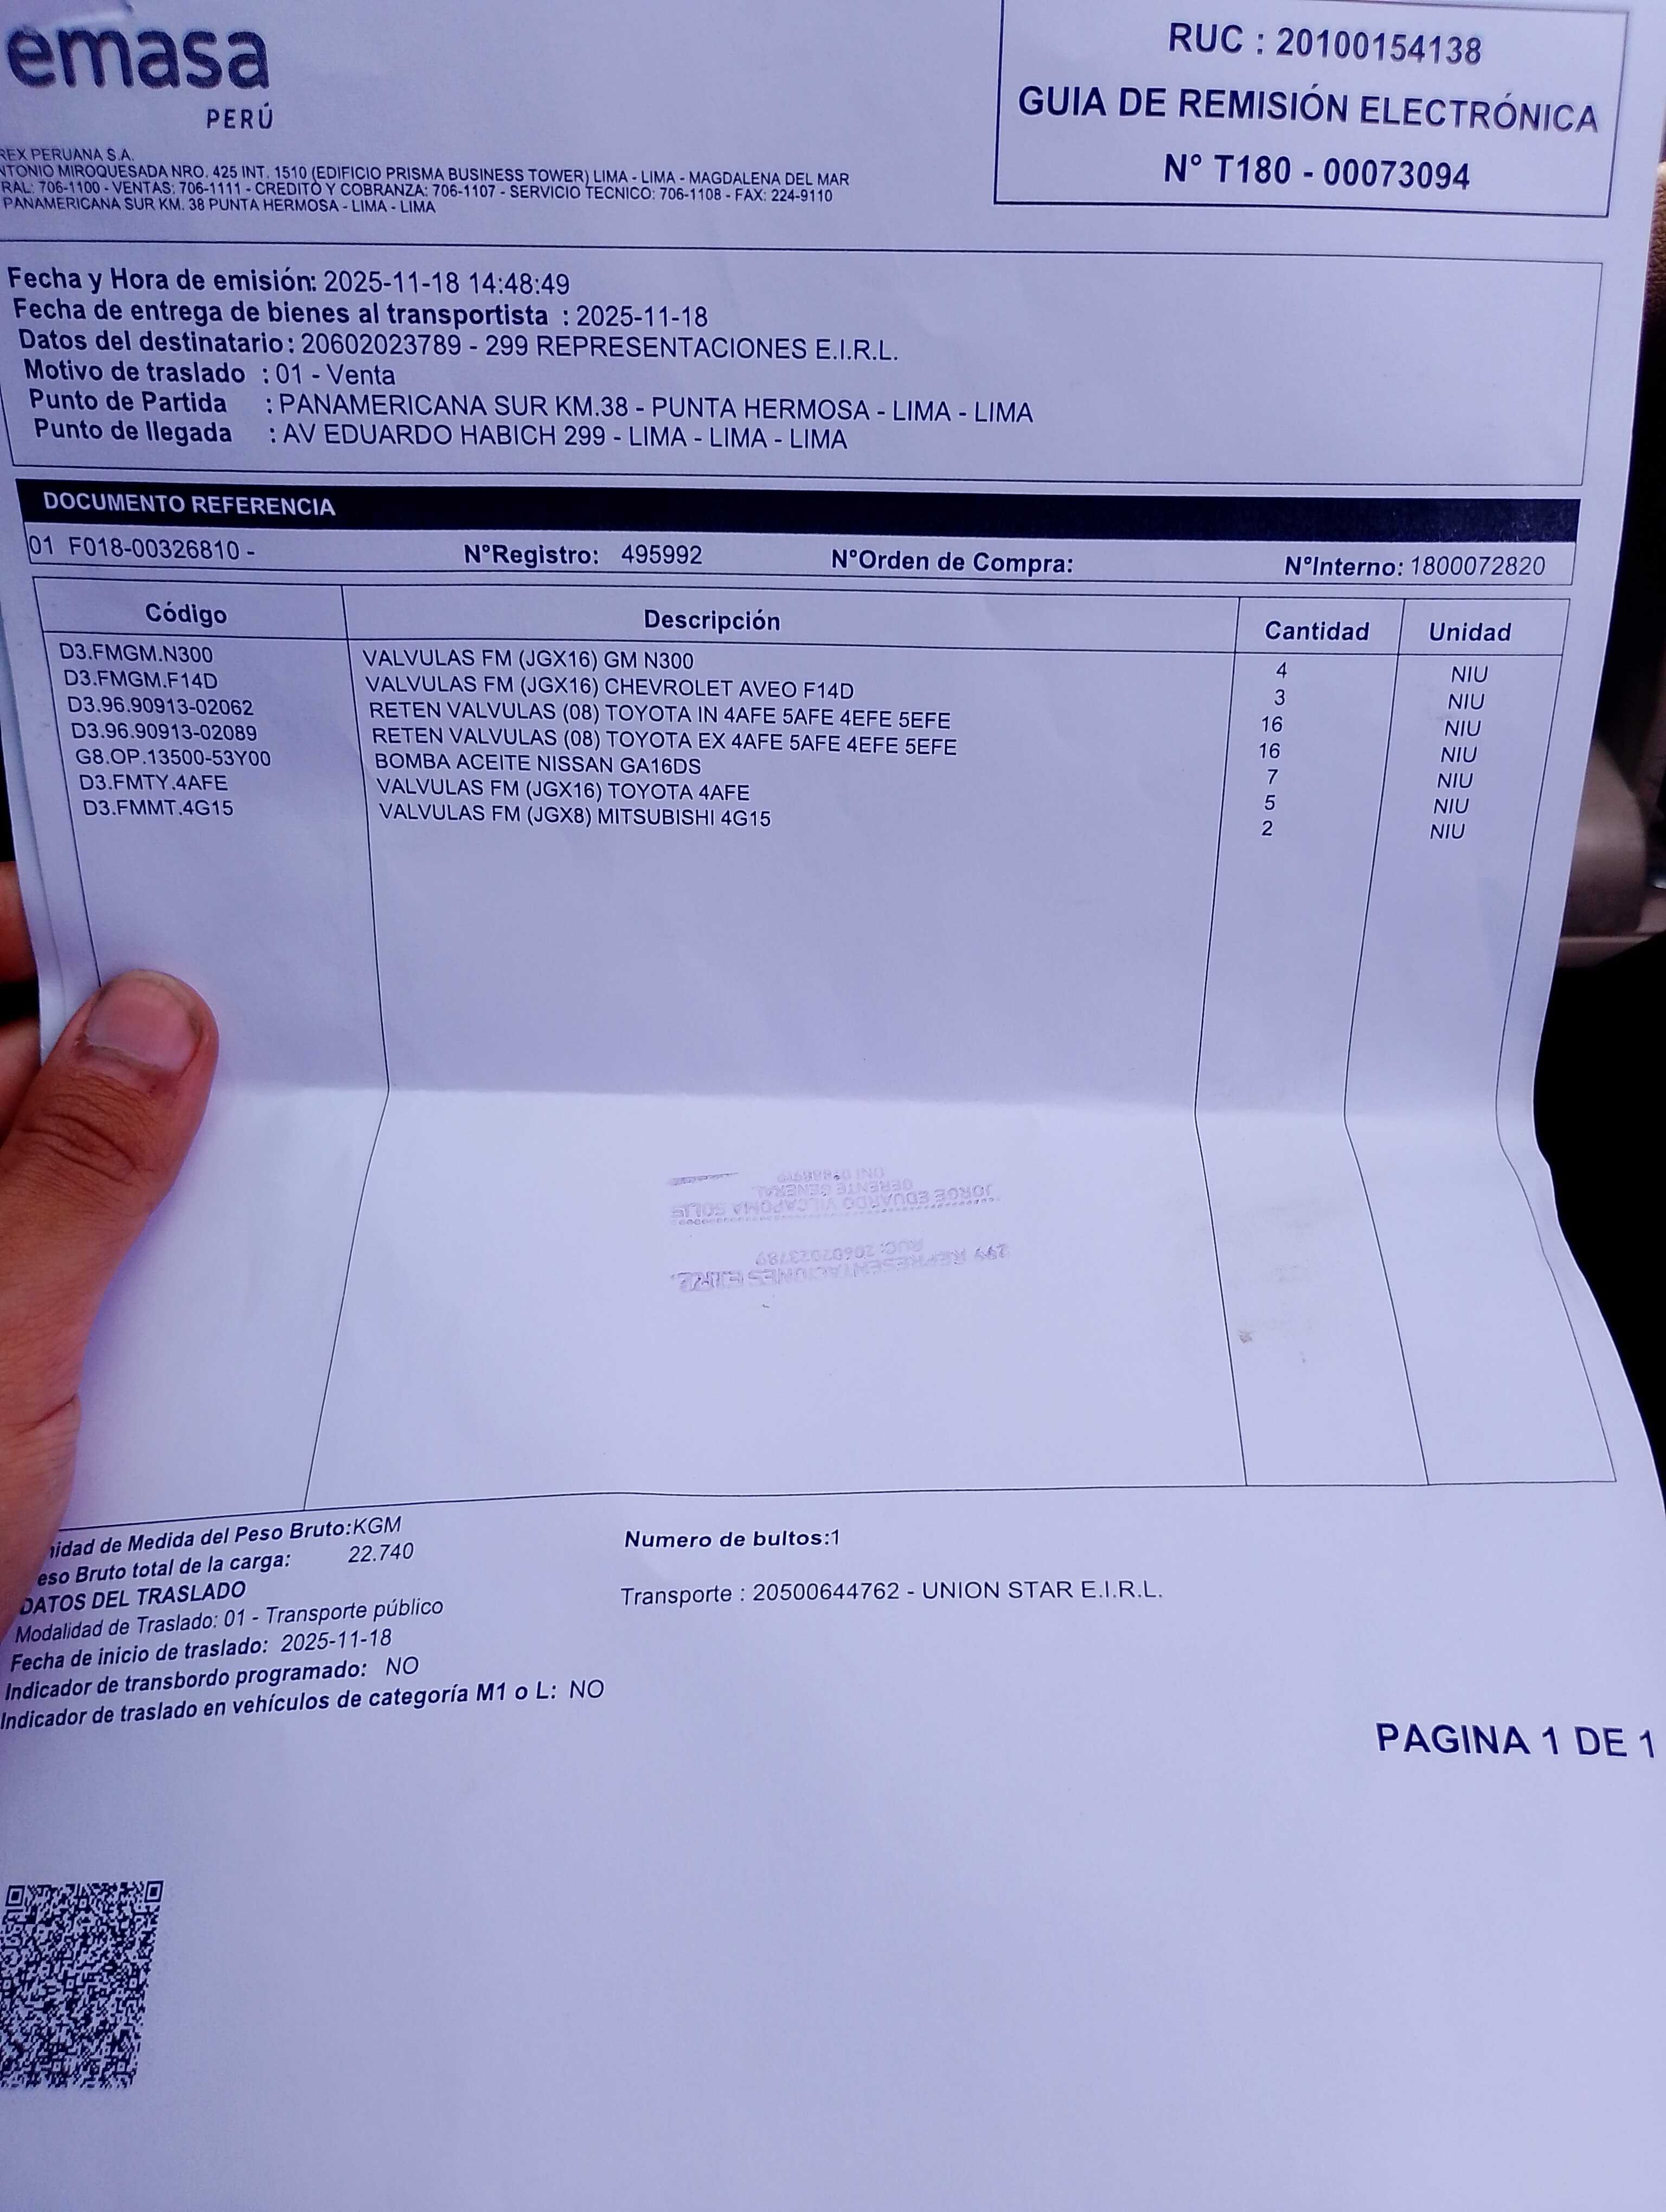 emasa
PERÚ
RUC : 20100154138
GUIA DE REMISIÓN ELECTRÓNICA
N° T180 - 00073094
REX PERUANA S.A.
NTONIO MIROQUESADA NRO. 425 INT. 1510 (EDIFICIO PRISMA BUSINESS TOWER) LIMA - LIMA - MAGDALENA DEL MAR
RAL: 706-1100 - VENTAS: 706-1111 - CREDITO Y COBRANZA: 706-1107 - SERVICIO TECNICO: 706-1108 - FAX: 224-9110
PANAMERICANA SUR KM. 38 PUNTA HERMOSA - LIMA - LIMA
Fecha y Hora de emisión: 2025-11-18 14:48:49
Fecha de entrega de bienes al transportista : 2025-11-18
Datos del destinatario: 20602023789 - 299 REPRESENTACIONES E.I.R.L.
Motivo de traslado : 01 - Venta
Punto de Partida : PANAMERICANA SUR KM.38 - PUNTA HERMOSA - LIMA - LIMA
Punto de llegada : AV EDUARDO HABICH 299 - LIMA - LIMA - LIMA
DOCUMENTO REFERENCIA
01 F018-00326810 - N°Registro: 495992 N°Orden de Compra: N°Interno: 1800072820
Código Descripción Cantidad Unidad
D3.FMGM.N300 VALVULAS FM (JGX16) GM N300 4 NIU
D3.FMGM.F14D VALVULAS FM (JGX16) CHEVROLET AVEO F14D 3 NIU
D3.96.90913-02062 RETEN VALVULAS (08) TOYOTA IN 4AFE 5AFE 4EFE 5EFE 16 NIU
D3.96.90913-02089 RETEN VALVULAS (08) TOYOTA EX 4AFE 5AFE 4EFE 5EFE 16 NIU
G8.OP.13500-53Y00 BOMBA ACEITE NISSAN GA16DS 7 NIU
D3.FMTY.4AFE VALVULAS FM (JGX16) TOYOTA 4AFE 5 NIU
D3.FMMT.4G15 VALVULAS FM (JGX8) MITSUBISHI 4G15 2 NIU
299 REPRESENTACIONES E.I.R.L.
RUC: 20602023789
JORGE EDUARDO VILCAPOMA SOLIS
GERENTE GENERAL
DNI
nidad de Medida del Peso Bruto:KGM
eso Bruto total de la carga: 22.740
Numero de bultos:1
DATOS DEL TRASLADO
Modalidad de Traslado: 01 - Transporte público
Transporte : 20500644762 - UNION STAR E.I.R.L.
Fecha de inicio de traslado: 2025-11-18
Indicador de transbordo programado: NO
Indicador de traslado en vehículos de categoría M1 o L: NO
PAGINA 1 DE 1